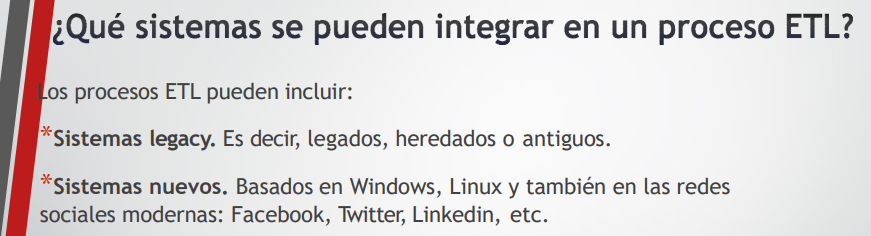 ¿Qué sistemas se pueden integrar en un proceso ETL?
Los procesos ETL pueden incluir:
*Sistemas legacy. Es decir, legados, heredados o antiguos.
*Sistemas nuevos. Basados en Windows, Linux y también en las redes
sociales modernas: Facebook, Twitter, Linkedin, etc.